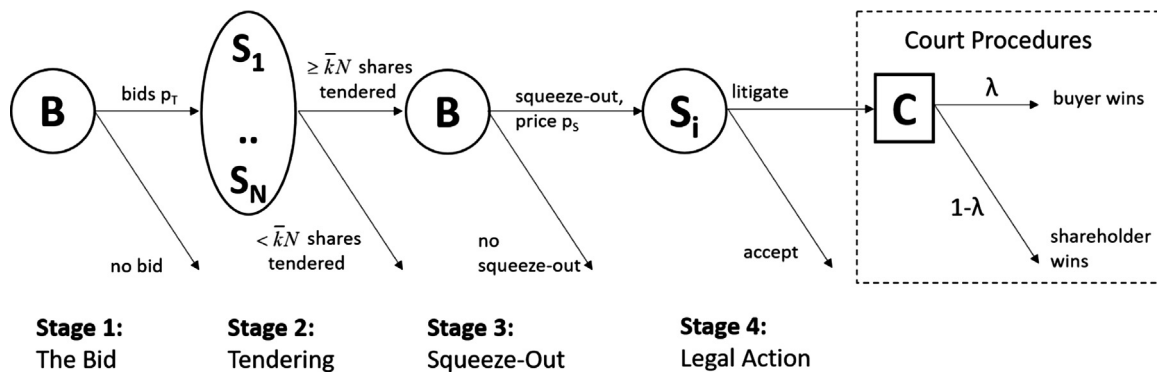 Court Procedures
B
bids p_T
no bid
S_1
..
S_N
≥ k̄N shares
tendered
< k̄N shares
tendered
B
squeeze-out,
price p_S
no
squeeze-out
S_i
litigate
accept
C
λ
buyer wins
1-λ
shareholder
wins
Stage 1:
The Bid
Stage 2:
Tendering
Stage 3:
Squeeze-Out
Stage 4:
Legal Action